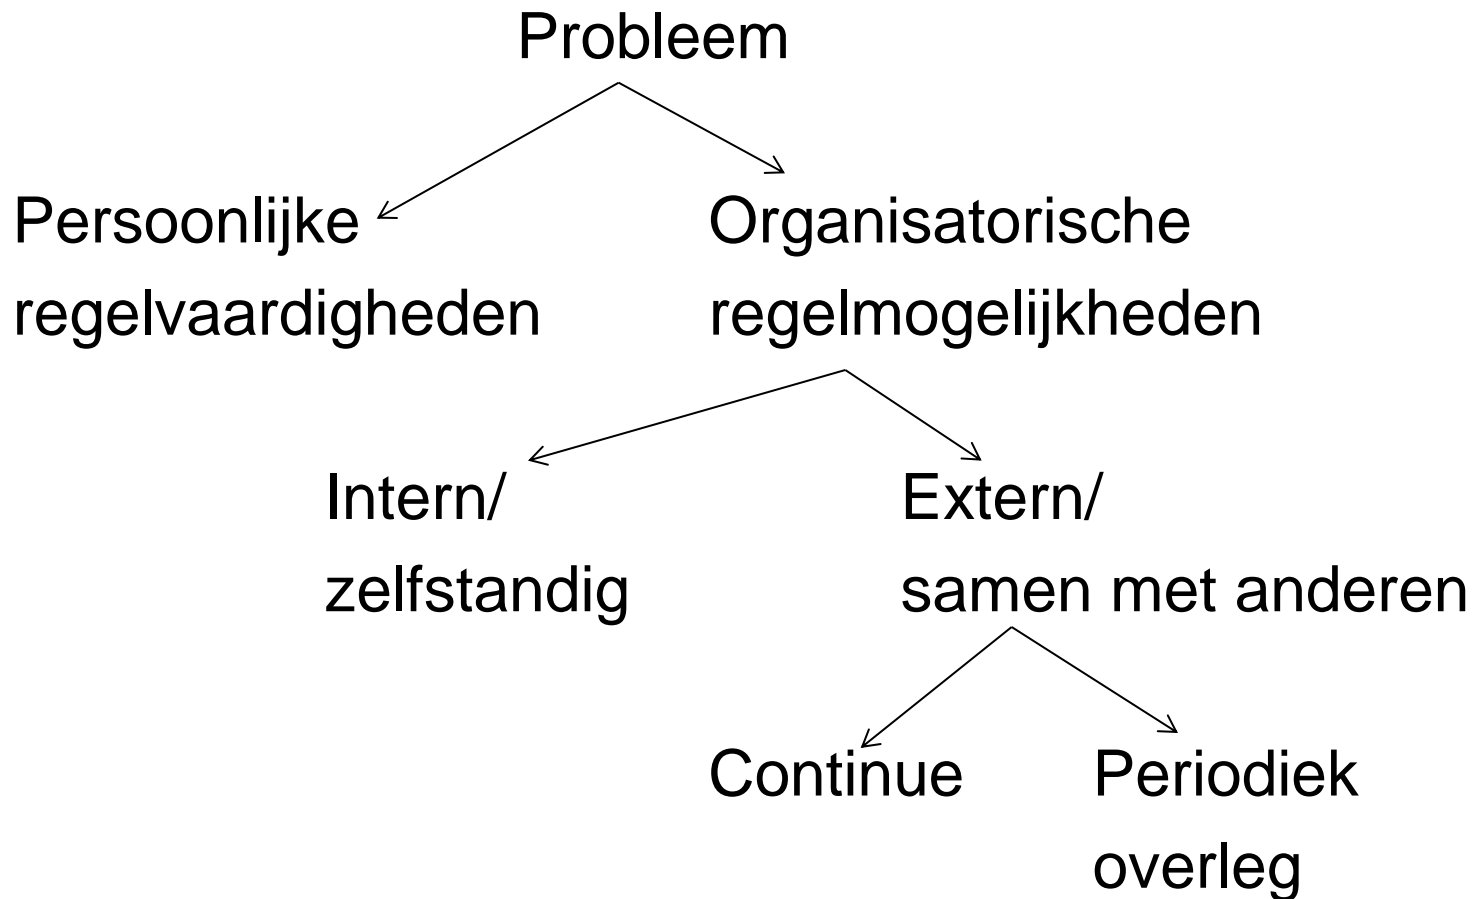 Probleem
Persoonlijke
regelvaardigheden
Organisatorische
regelmogelijkheden
Intern/
zelfstandig
Extern/
samen met anderen
Continue
Periodiek
overleg